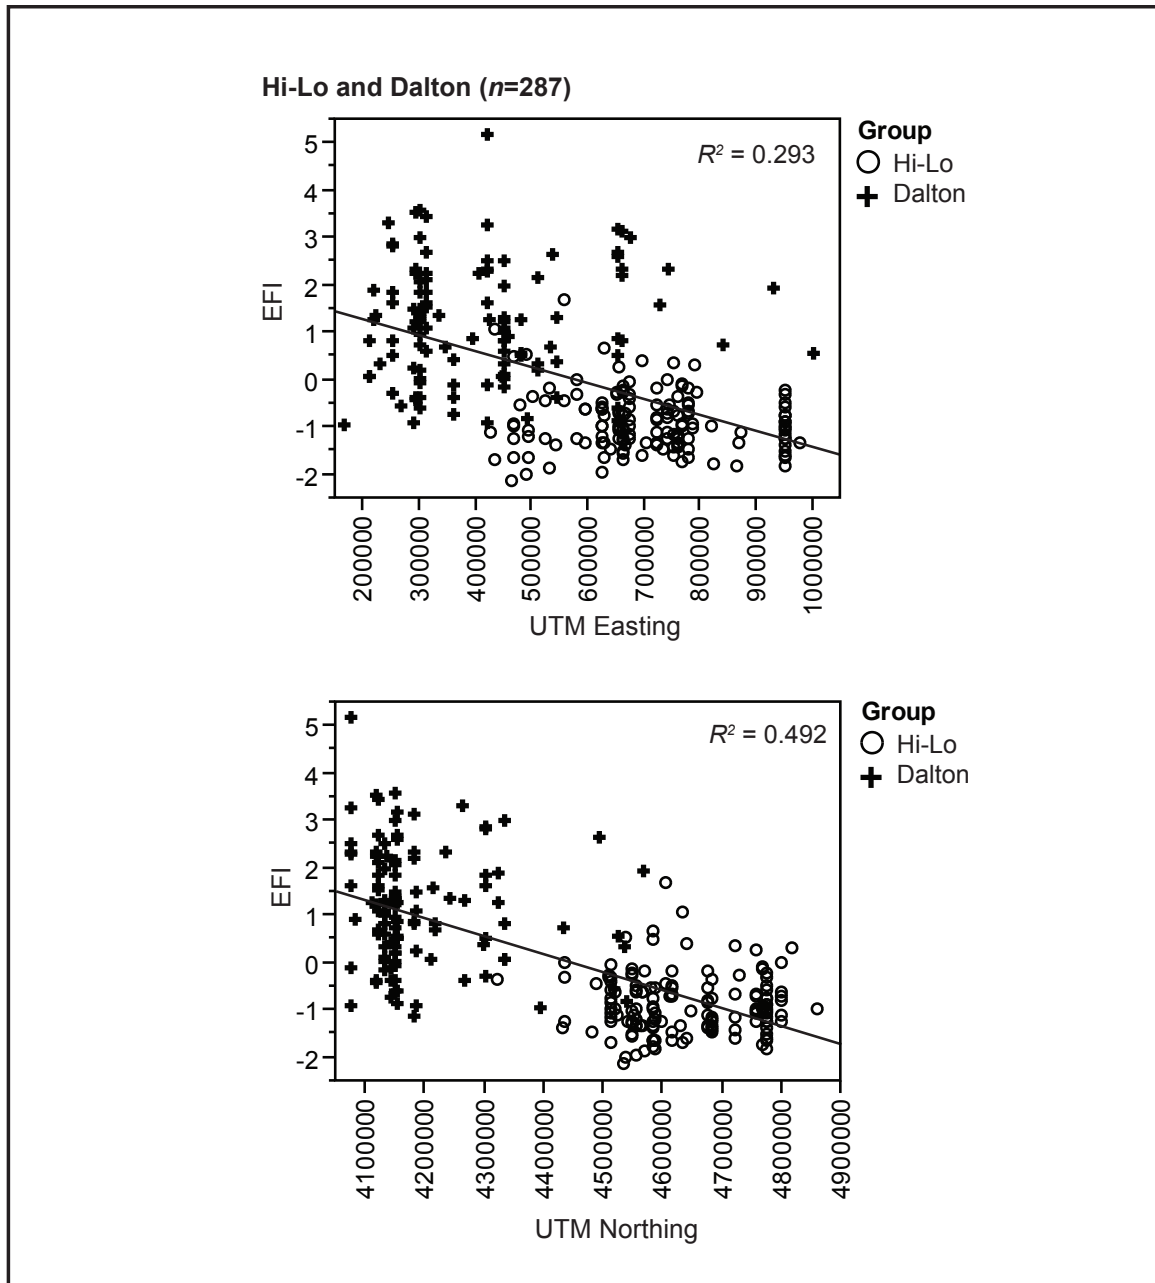 Hi-Lo and Dalton (n=287)
R² = 0.293
Group
Hi-Lo
Dalton
EFI
5
4
3
2
1
0
-1
-2
200000
300000
400000
500000
600000
700000
800000
900000
1000000
UTM Easting
R² = 0.492
Group
Hi-Lo
Dalton
EFI
5
4
3
2
1
0
-1
-2
4100000
4200000
4300000
4400000
4500000
4600000
4700000
4800000
4900000
UTM Northing